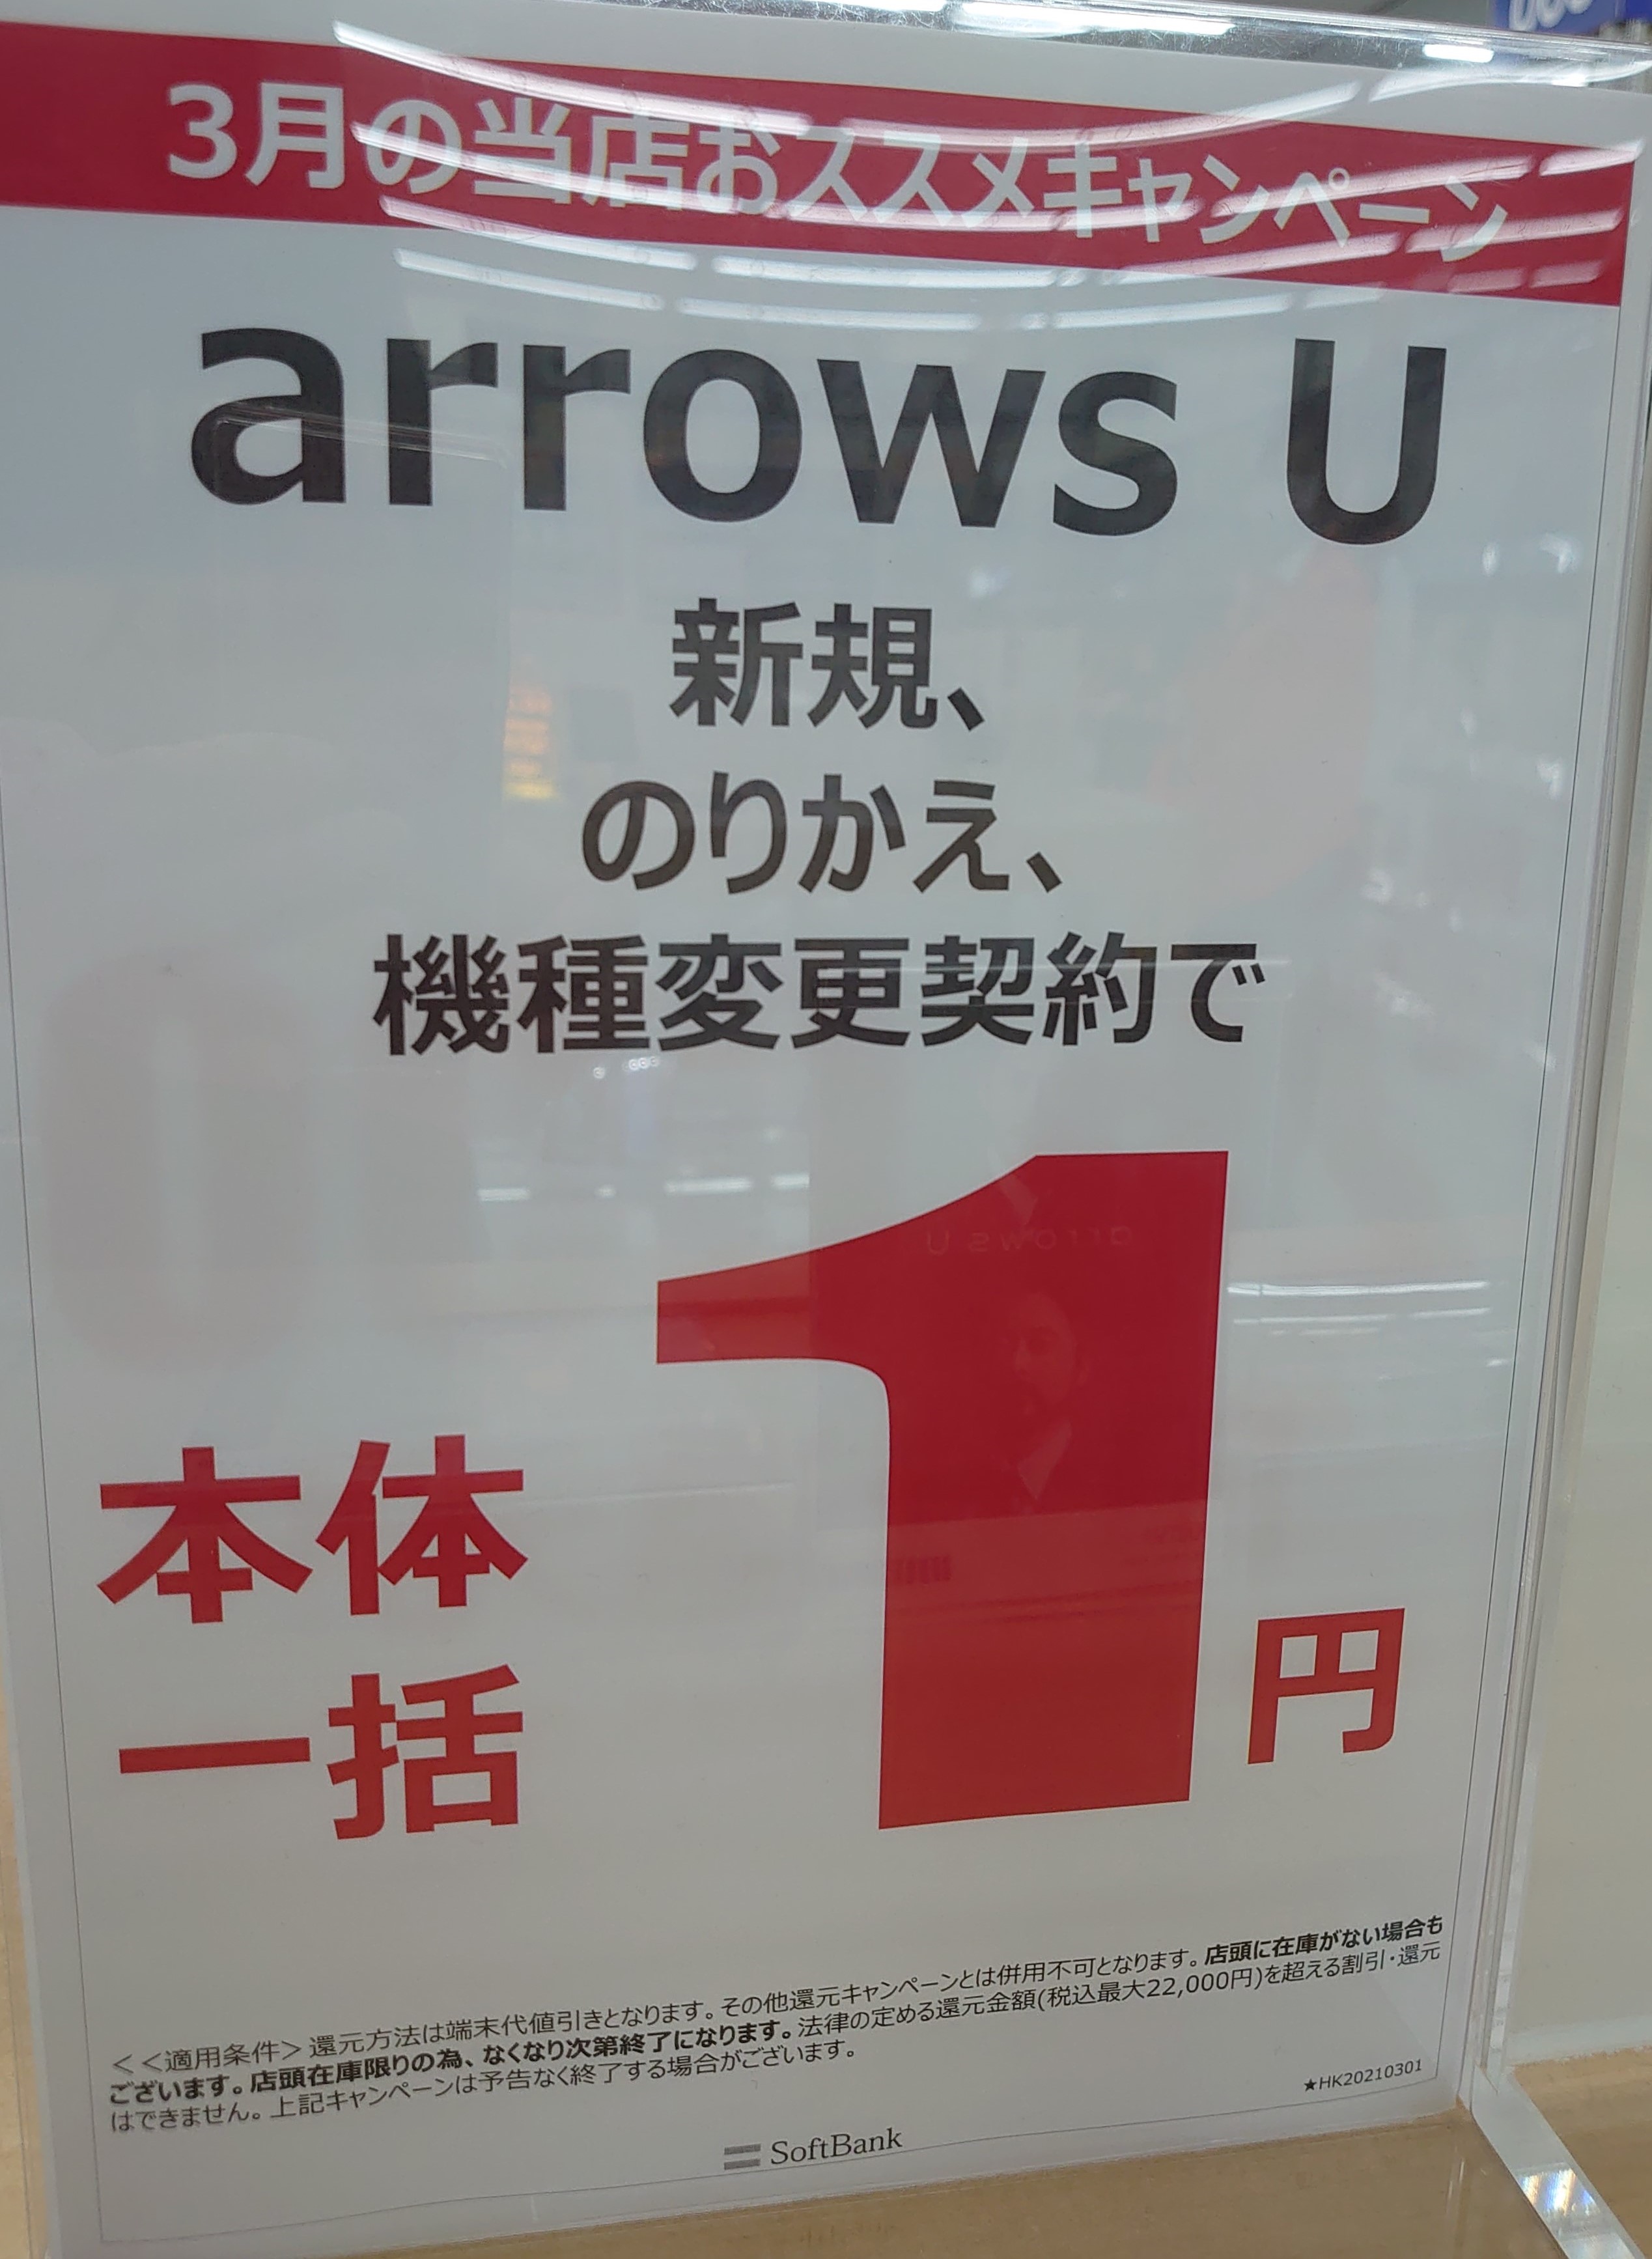 3月の当店おススメキャンペーン
arrows U
新規、
のりかえ、
機種変更契約で
本体
一括
1円
＜＜適用条件＞還元方法は端末代値引きとなります。その他還元キャンペーンとは併用不可となります。店頭に在庫がない場合も
ございます。店頭在庫限りの為、なくなり次第終了になります。法律の定める還元金額(税込最大22,000円)を超える割引・還元
はできません。上記キャンペーンは予告なく終了する場合がございます。
★HK20210301
SoftBank